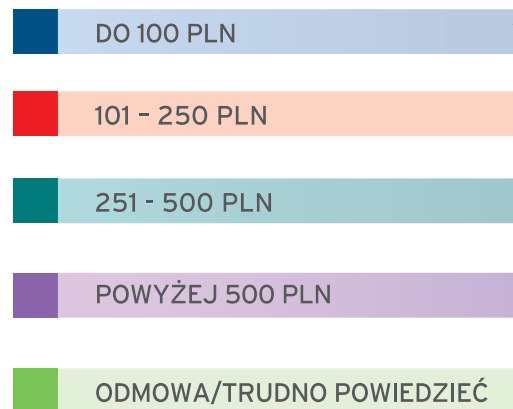 DO 100 PLN
101 – 250 PLN
251 - 500 PLN
POWYŻEJ 500 PLN
ODMOWA/TRUDNO POWIEDZIEĆ